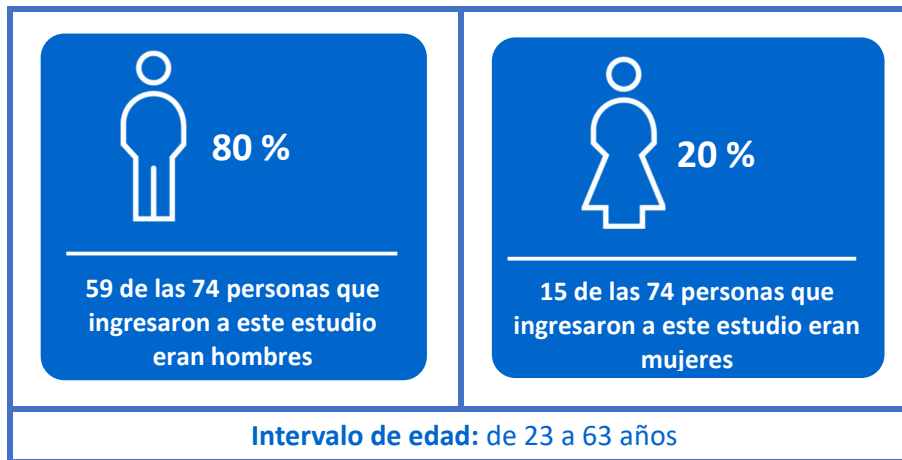 80 %
59 de las 74 personas que
ingresaron a este estudio
eran hombres
20 %
15 de las 74 personas que
ingresaron a este estudio eran
mujeres
Intervalo de edad: de 23 a 63 años